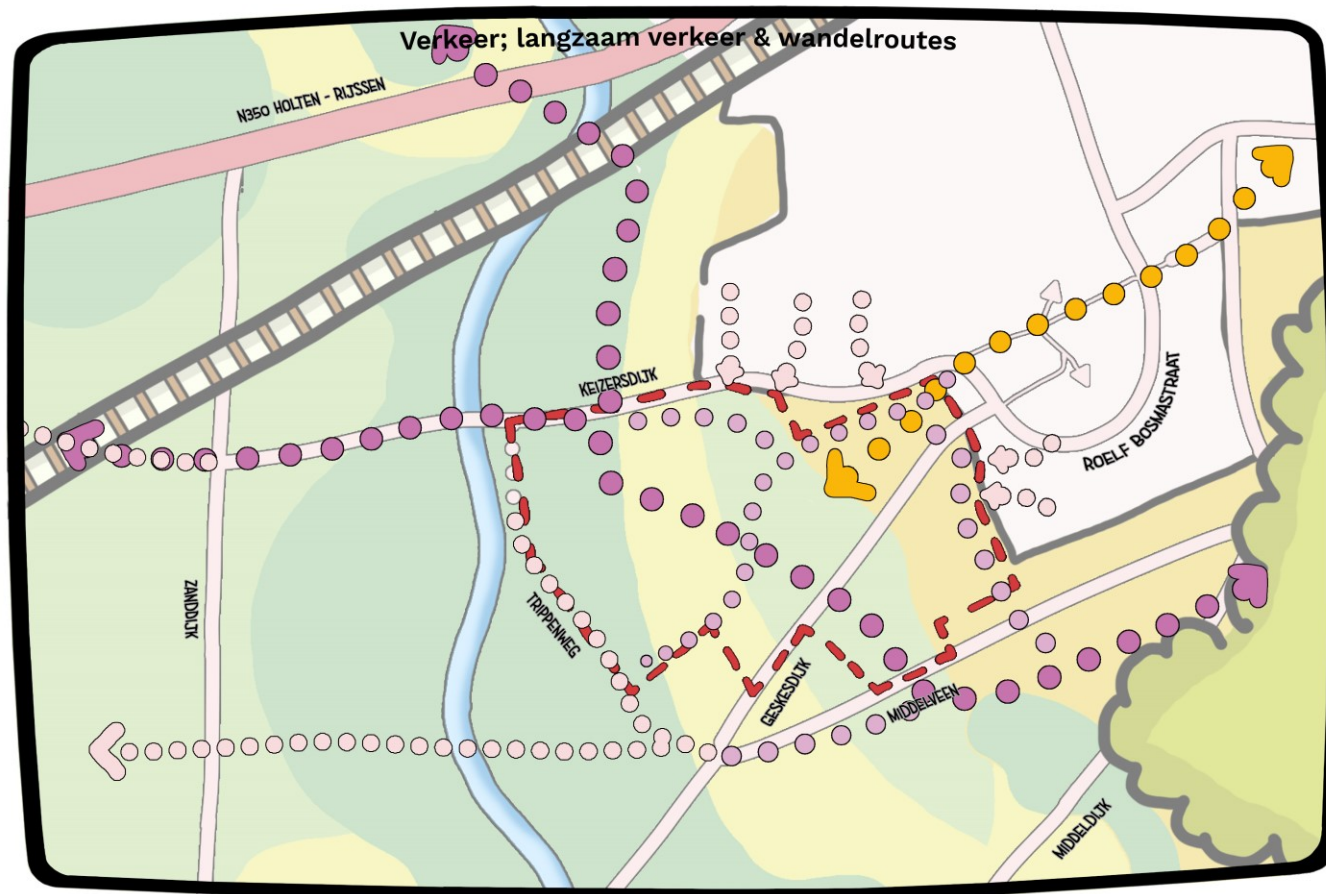 Verkeer; langzaam verkeer & wandelroutes
N350 HOLTEN - RIJSSEN
KEIZERSDIJK
ROELF BOSMASTRAAT
ZANDDIJK
TRIPPENWEG
GESKESDIJK
MIDDELVEEN
MIDDELDIJK